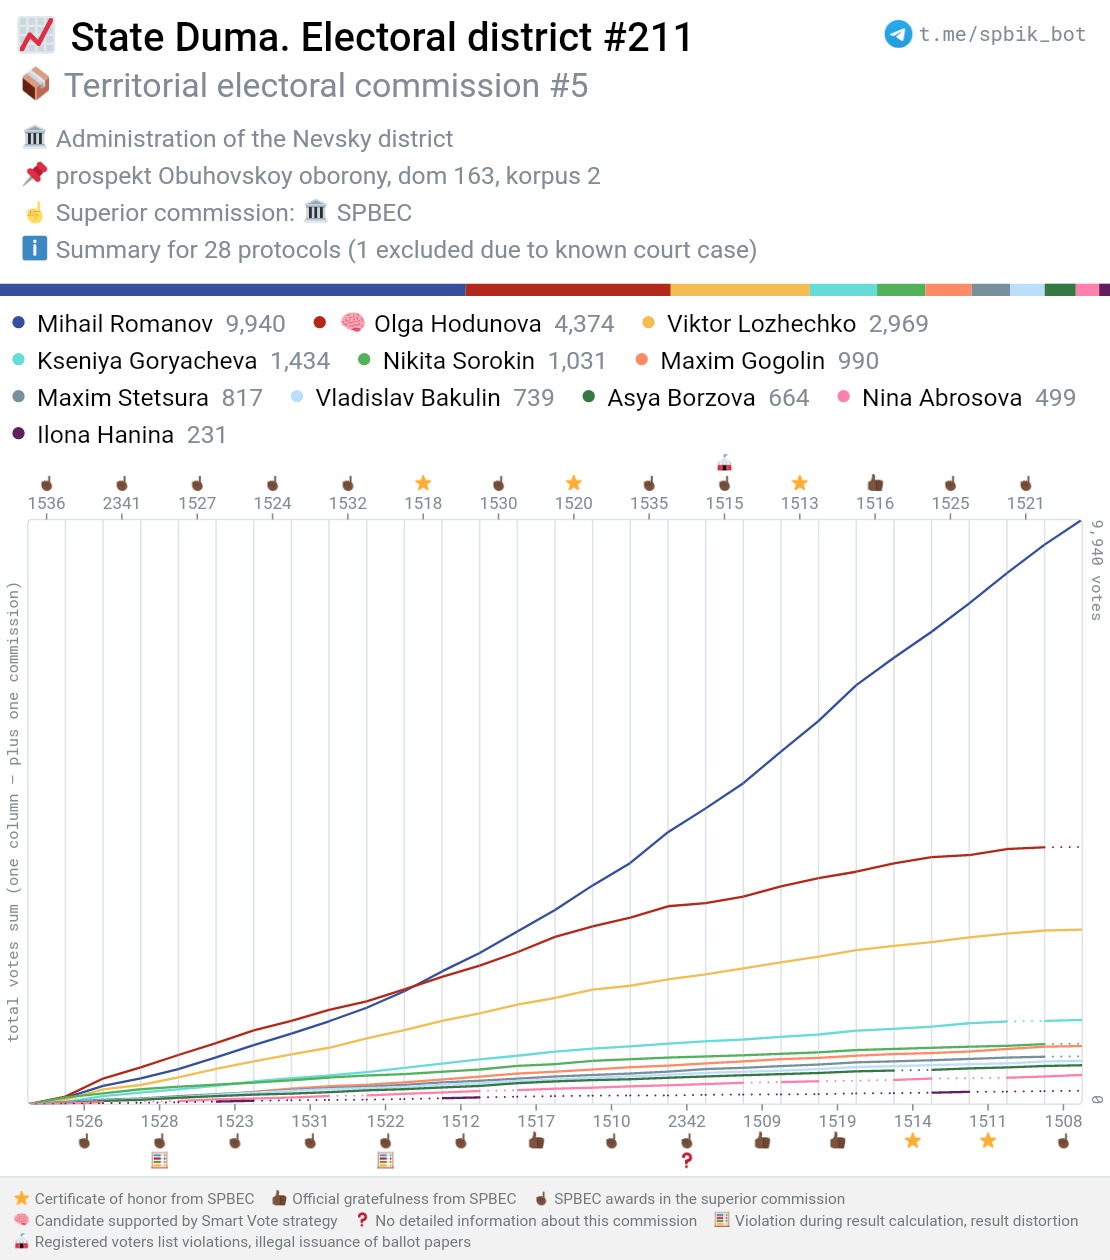 State Duma. Electoral district #211
t.me/spbik_bot
Territorial electoral commission #5
Administration of the Nevsky district
prospekt Obuhovskoy oborony, dom 163, korpus 2
Superior commission: SPBEC
Summary for 28 protocols (1 excluded due to known court case)
Mihail Romanov 9,940 Olga Hodunova 4,374 Viktor Lozhechko 2,969
Kseniya Goryacheva 1,434 Nikita Sorokin 1,031 Maxim Gogolin 990
Maxim Stetsura 817 Vladislav Bakulin 739 Asya Borzova 664 Nina Abrosova 499
Ilona Hanina 231
1536 2341 1527 1524 1532 1518 1530 1520 1535 1515 1513 1516 1525 1521
total votes sum (one column – plus one commission)
9,940 votes
0
1526 1528 1523 1531 1522 1512 1517 1510 2342 1509 1519 1514 1511 1508
Certificate of honor from SPBEC Official gratefulness from SPBEC SPBEC awards in the superior commission
Candidate supported by Smart Vote strategy No detailed information about this commission Violation during result calculation, result distortion
Registered voters list violations, illegal issuance of ballot papers